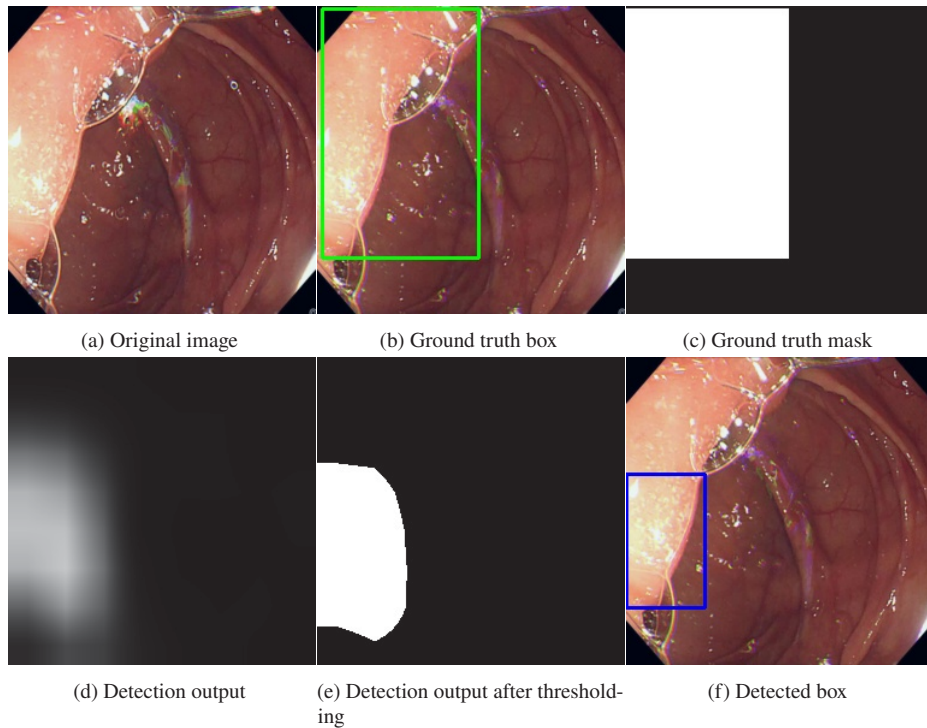 (a) Original image
(b) Ground truth box
(c) Ground truth mask
(d) Detection output
(e) Detection output after threshold-
ing
(f) Detected box